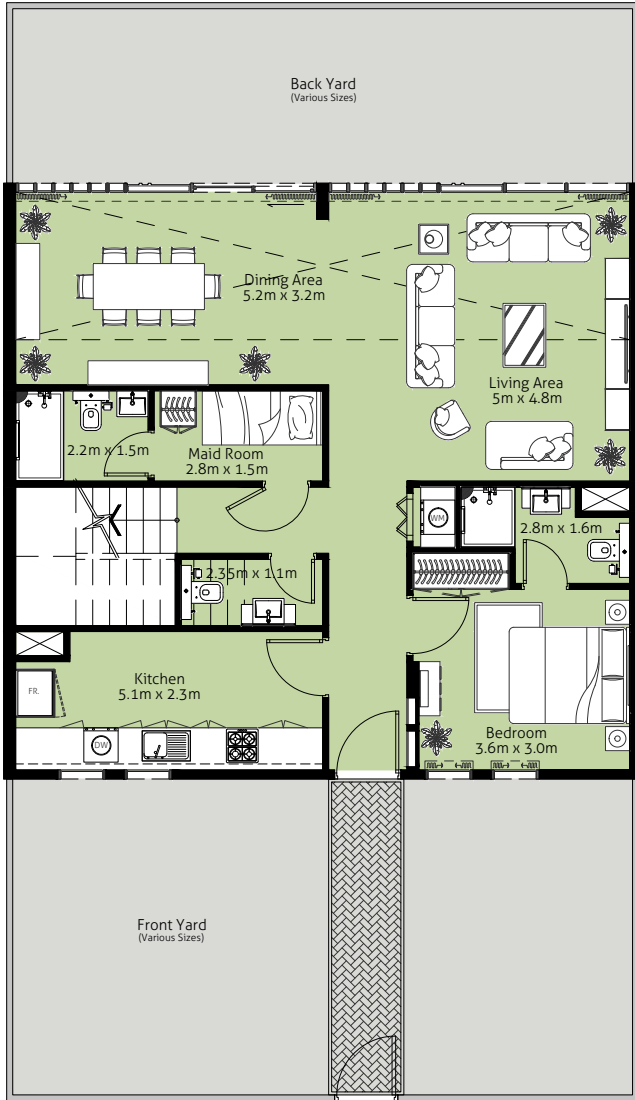 Back Yard
(Various Sizes)
Dining Area
5.2m x 3.2m
Living Area
5m x 4.8m
2.2m x 1.5m
Maid Room
2.8m x 1.5m
WM
2.8m x 1.6m
2.35m x 1.1m
Kitchen
5.1m x 2.3m
FR.
DW
Bedroom
3.6m x 3.0m
Front Yard
(Various Sizes)